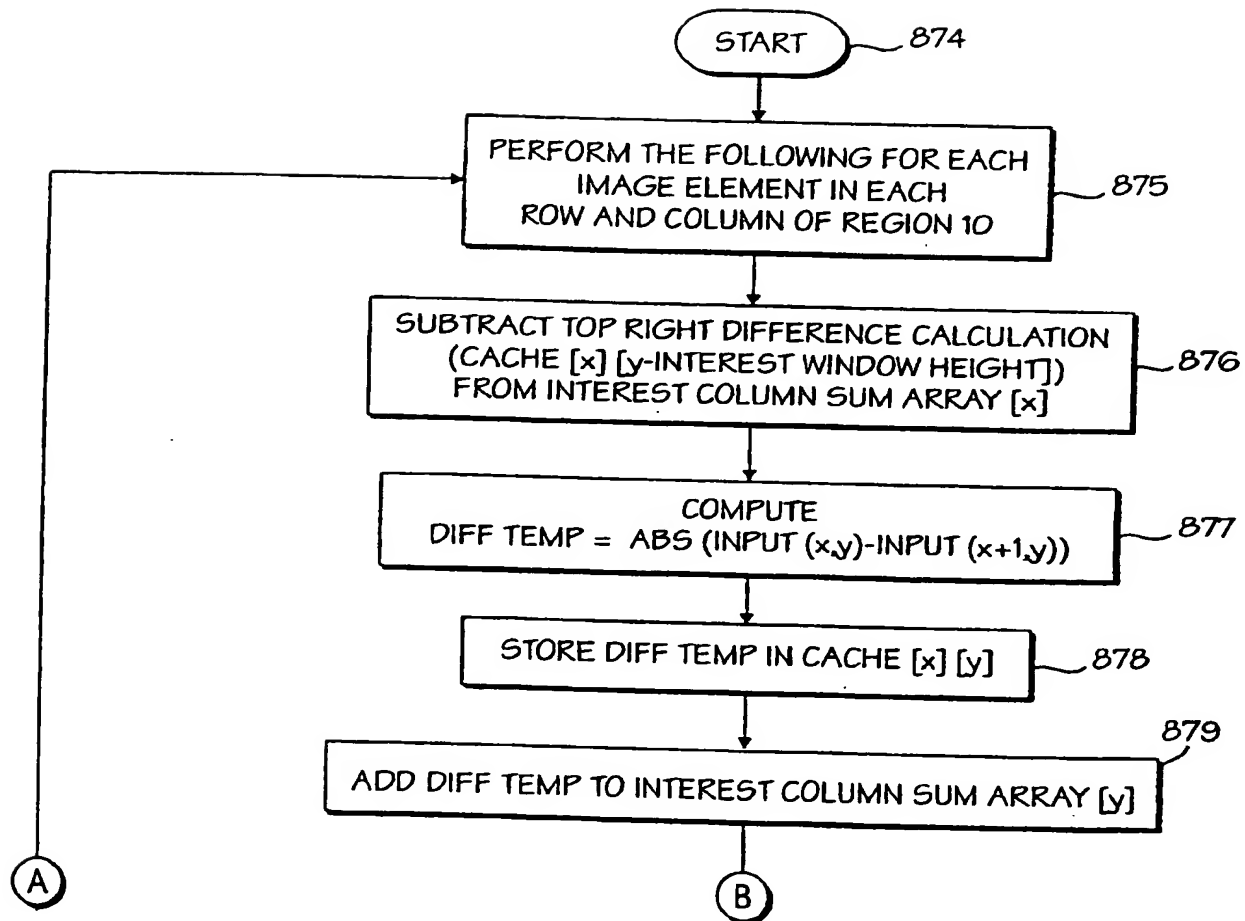 START
874
PERFORM THE FOLLOWING FOR EACH
IMAGE ELEMENT IN EACH
ROW AND COLUMN OF REGION 10
875
SUBTRACT TOP RIGHT DIFFERENCE CALCULATION
(CACHE [x] [y-INTEREST WINDOW HEIGHT])
FROM INTEREST COLUMN SUM ARRAY [x]
876
COMPUTE
DIFF TEMP = ABS (INPUT (x,y)-INPUT (x+1,y))
877
STORE DIFF TEMP IN CACHE [x] [y]
878
879
ADD DIFF TEMP TO INTEREST COLUMN SUM ARRAY [y]
A
B